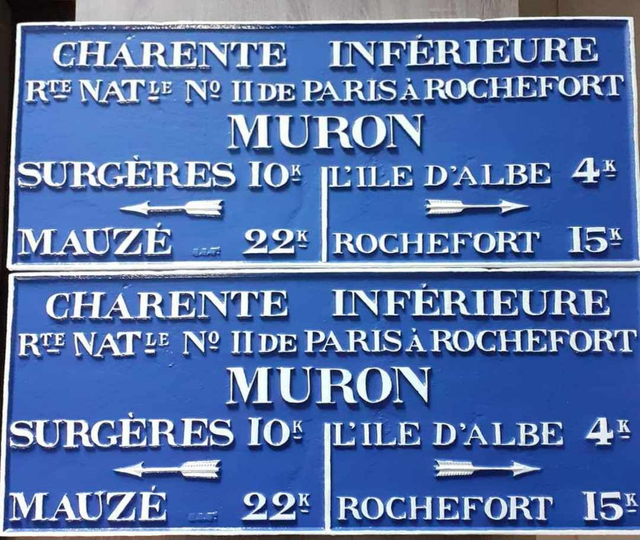 CHARENTE INFÉRIEURE
RTE NATLE NO 11 DE PARIS À ROCHEFORT
MURON
SURGÈRES 10K L'ILE D'ALBE 4K
MAUZÉ 22K ROCHEFORT 15K
CHARENTE INFÉRIEURE
RTE NATLE NO 11 DE PARIS À ROCHEFORT
MURON
SURGÈRES 10K L'ILE D'ALBE 4K
MAUZÉ 22K ROCHEFORT 15K